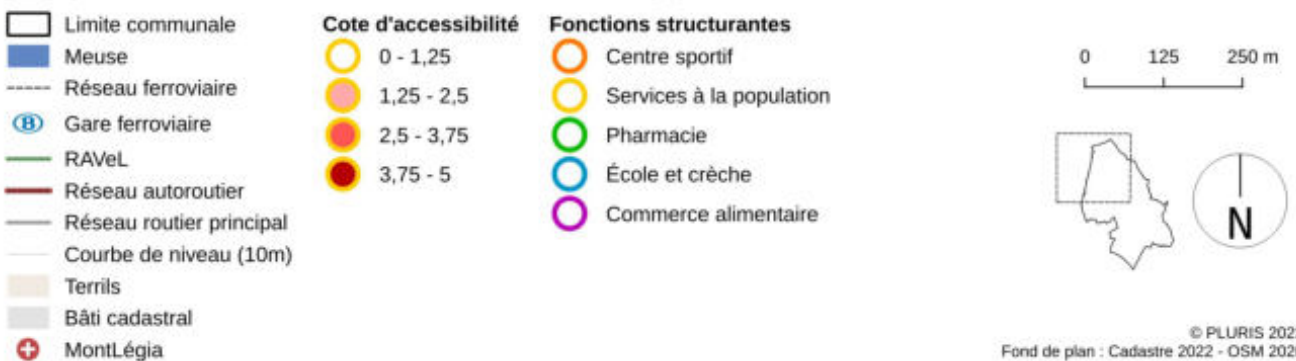 Limite communale
Meuse
Réseau ferroviaire
B
Gare ferroviaire
RAVeL
Réseau autoroutier
Réseau routier principal
Courbe de niveau (10m)
Terrils
Bâti cadastral
MontLégia
Cote d'accessibilité
0 - 1,25
1,25 - 2,5
2,5 - 3,75
3,75 - 5
Fonctions structurantes
Centre sportif
Services à la population
Pharmacie
École et crèche
Commerce alimentaire
0 125 250 m
N
© PLURIS
Fond de plan : Cadastre 2022 - OSM